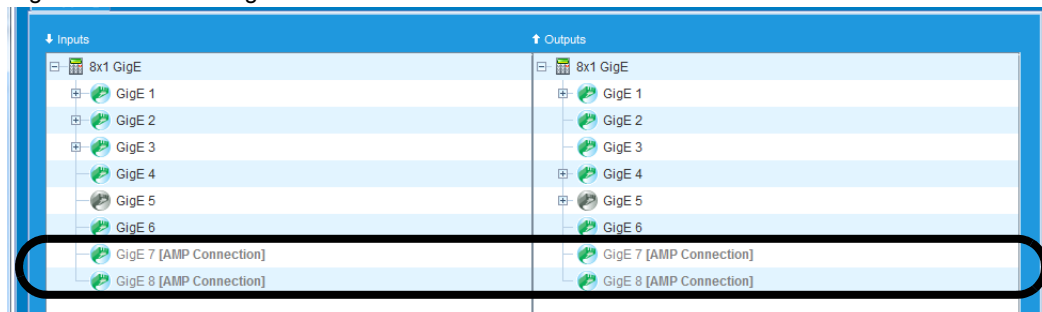 Inputs
8x1 GigE
GigE 1
GigE 2
GigE 3
GigE 4
GigE 5
GigE 6
GigE 7 [AMP Connection]
GigE 8 [AMP Connection]
Outputs
8x1 GigE
GigE 1
GigE 2
GigE 3
GigE 4
GigE 5
GigE 6
GigE 7 [AMP Connection]
GigE 8 [AMP Connection]